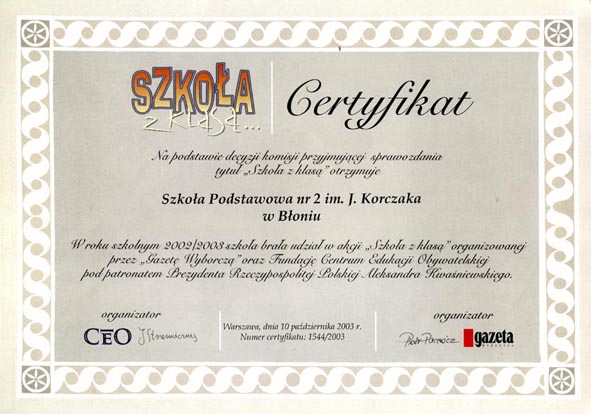 SZKOŁA
z klasą...
Certyfikat
Na podstawie decyzji komisji przyjmującej sprawozdania
tytuł „Szkoła z klasą” otrzymuje
Szkoła Podstawowa nr 2 im. J. Korczaka
w Błoniu
W roku szkolnym 2002/2003 szkoła brała udział w akcji „Szkoła z klasą” organizowanej
przez „Gazetę Wyborczą” oraz Fundację Centrum Edukacji Obywatelskiej
pod patronatem Prezydenta Rzeczypospolitej Polskiej Aleksandra Kwaśniewskiego.
organizator
CEO
Warszawa, dnia 10 października 2003 r.
Numer certyfikatu: 1544/2003
organizator
gazeta